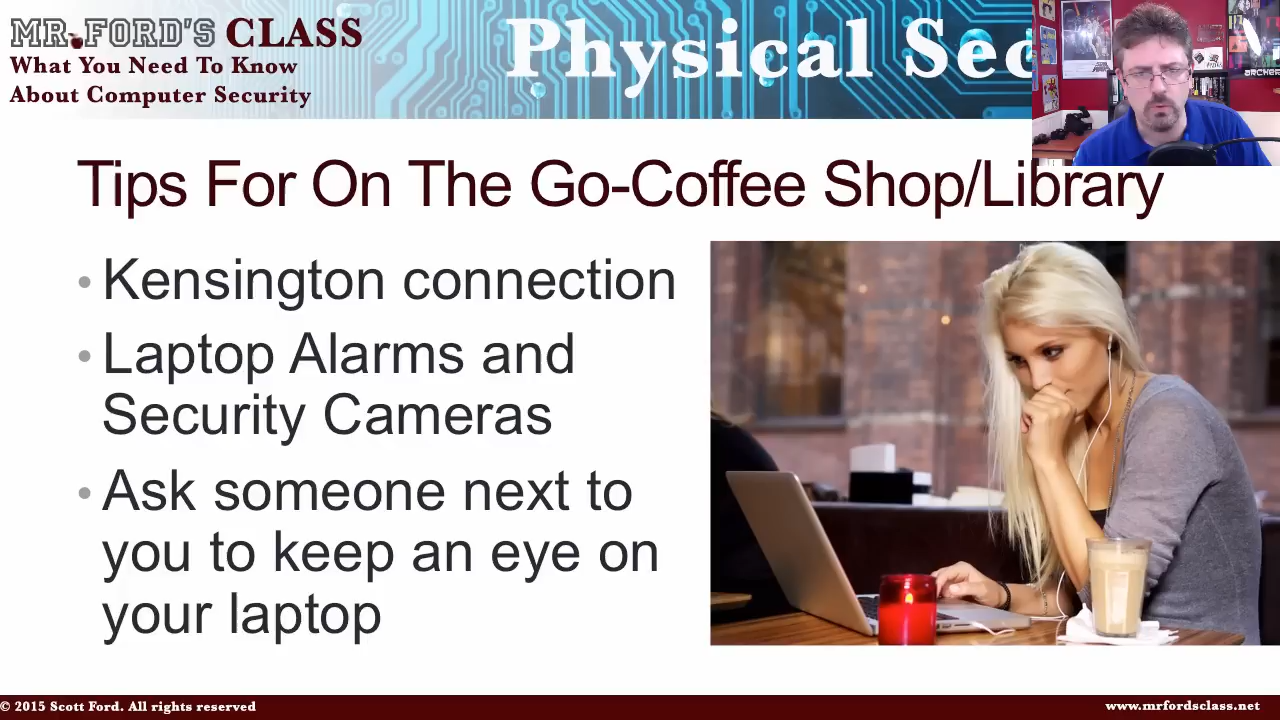 MR.FORD'S CLASS
What You Need To Know
About Computer Security
Physical Sec
ARCHER
Tips For On The Go-Coffee Shop/Library
• Kensington connection
• Laptop Alarms and
Security Cameras
• Ask someone next to
you to keep an eye on
your laptop
© 2015 Scott Ford. All rights reserved
www.mrfordsclass.net